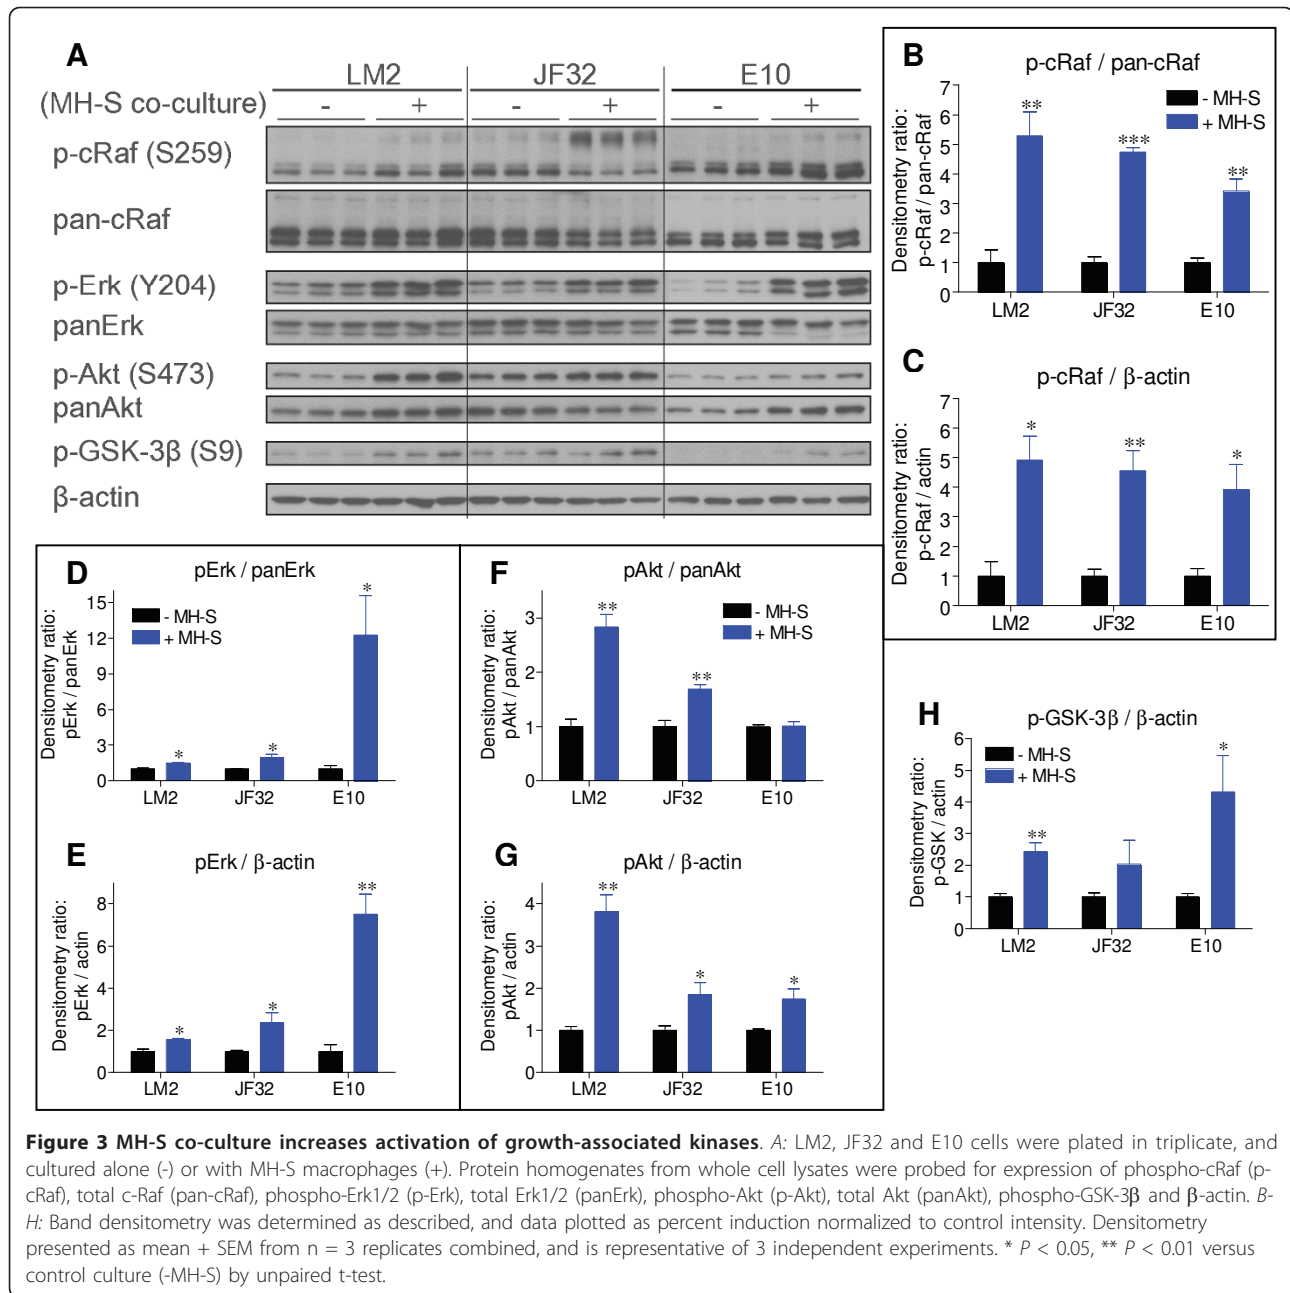 A
LM2 JF32 E10
(MH-S co-culture) - + - + - +
p-cRaf (S259)
pan-cRaf
p-Erk (Y204)
panErk
p-Akt (S473)
panAkt
p-GSK-3β (S9)
β-actin
B
p-cRaf / pan-cRaf
- MH-S
+ MH-S
Densitometry ratio:
p-cRaf / pan-cRaf
7
6
5
4
3
2
1
0
** *** **
LM2 JF32 E10
C
p-cRaf / β-actin
Densitometry ratio:
p-cRaf / actin
7
6
5
4
3
2
1
0
* ** *
LM2 JF32 E10
D
pErk / panErk
- MH-S
+ MH-S
Densitometry ratio:
pErk / panErk
15
12
9
6
3
0
* * *
LM2 JF32 E10
E
pErk / β-actin
Densitometry ratio:
pErk / actin
8
6
4
2
0
* * **
LM2 JF32 E10
F
pAkt / panAkt
- MH-S
+ MH-S
Densitometry ratio:
pAkt / panAkt
3
2
1
0
** **
LM2 JF32 E10
G
pAkt / β-actin
Densitometry ratio:
pAkt / actin
4
3
2
1
0
** * *
LM2 JF32 E10
H
p-GSK-3β / β-actin
- MH-S
+ MH-S
Densitometry ratio:
p-GSK / actin
6
5
4
3
2
1
0
** *
LM2 JF32 E10
Figure 3 MH-S co-culture increases activation of growth-associated kinases. A: LM2, JF32 and E10 cells were plated in triplicate, and
cultured alone (-) or with MH-S macrophages (+). Protein homogenates from whole cell lysates were probed for expression of phospho-cRaf (p-
cRaf), total c-Raf (pan-cRaf), phospho-Erk1/2 (p-Erk), total Erk1/2 (panErk), phospho-Akt (p-Akt), total Akt (panAkt), phospho-GSK-3β and β-actin. B-
H: Band densitometry was determined as described, and data plotted as percent induction normalized to control intensity. Densitometry
presented as mean + SEM from n = 3 replicates combined, and is representative of 3 independent experiments. * P < 0.05, ** P < 0.01 versus
control culture (-MH-S) by unpaired t-test.